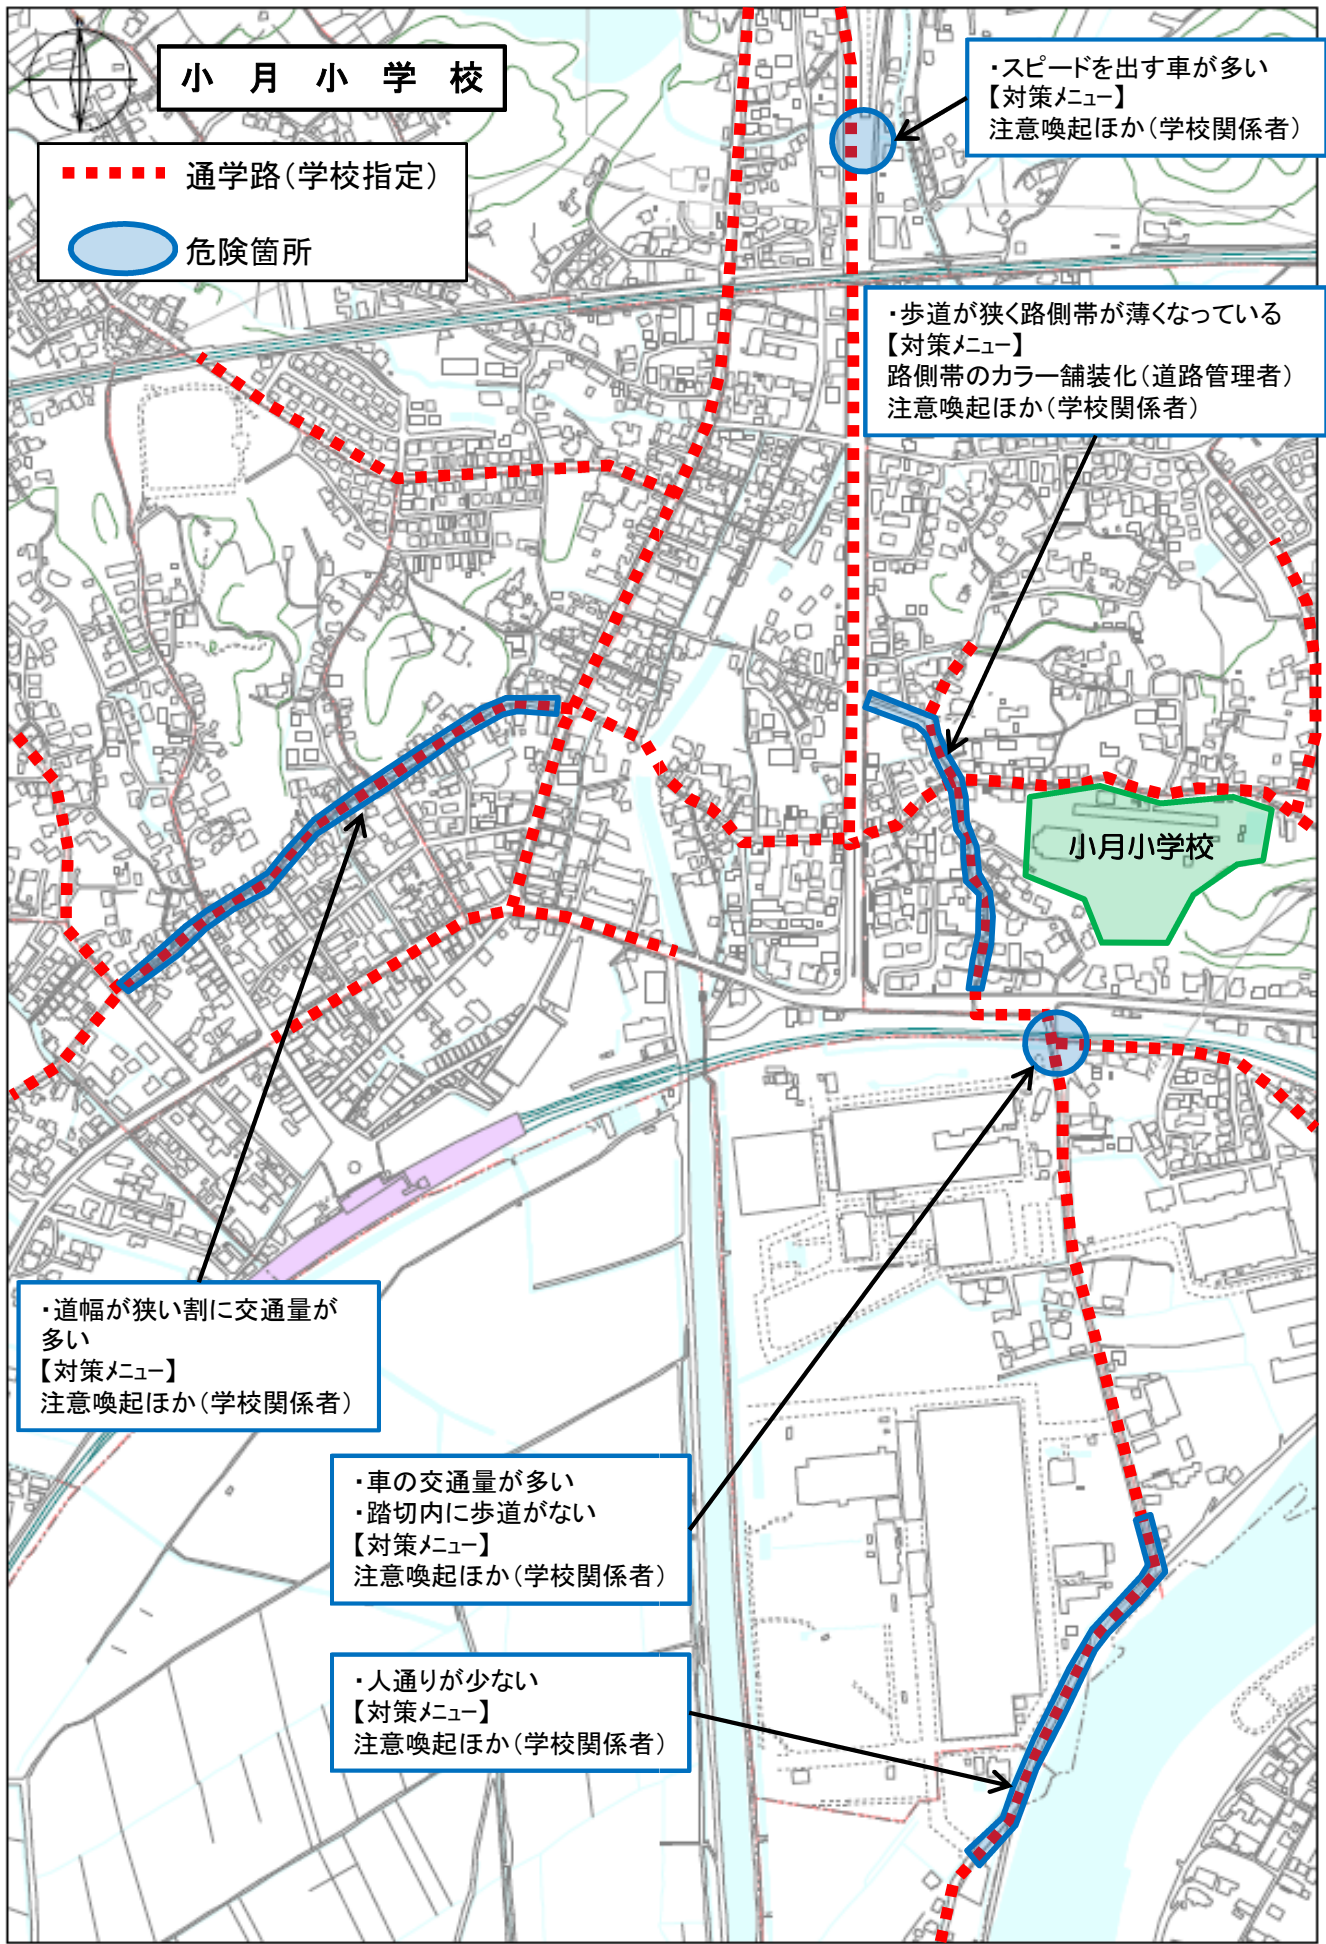 小 月 小 学 校
通学路（学校指定）
危険箇所
・スピードを出す車が多い
【対策メニュー】
注意喚起ほか（学校関係者）
・歩道が狭く路側帯が薄くなっている
【対策メニュー】
路側帯のカラー舗装化（道路管理者）
注意喚起ほか（学校関係者）
小月小学校
・道幅が狭い割に交通量が
多い
【対策メニュー】
注意喚起ほか（学校関係者）
・車の交通量が多い
・踏切内に歩道がない
【対策メニュー】
注意喚起ほか（学校関係者）
・人通りが少ない
【対策メニュー】
注意喚起ほか（学校関係者）